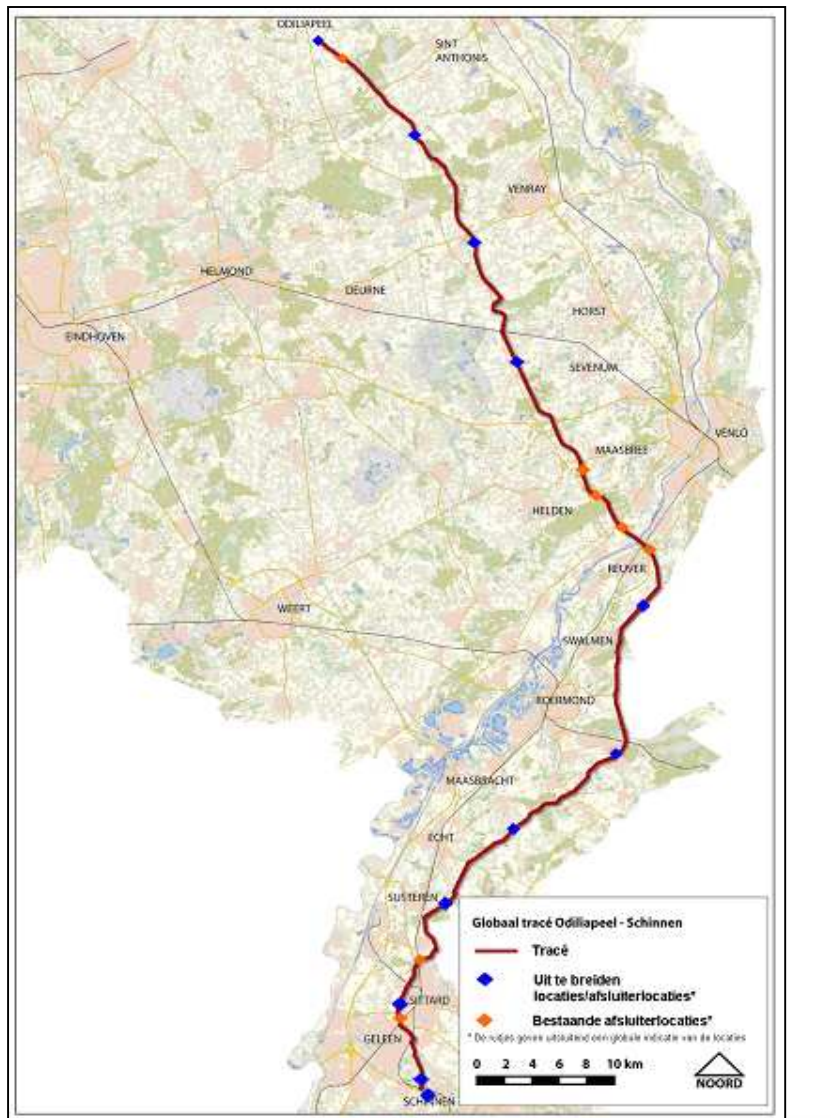 ODILIAPEEL
SINT
ANTHONIS
VENRAY
HELMOND
DEURNE
HORST
EINDHOVEN
SEVENUM
VENLO
MAASBREE
HELDEN
REUVER
WEERT
SWALMEN
ROERMOND
MAASBRACHT
ECHT
SUSTEREN
SITTARD
GELEEN
SCHINNEN
Globaal tracé Odiliapeel - Schinnen
Tracé
Uit te breiden
locaties/afsluiterlocaties*
Bestaande afsluiterlocaties*
* De ruitjes geven uitsluitend een globale indicatie van de locaties
0 2 4 6 8 10 km
NOORD